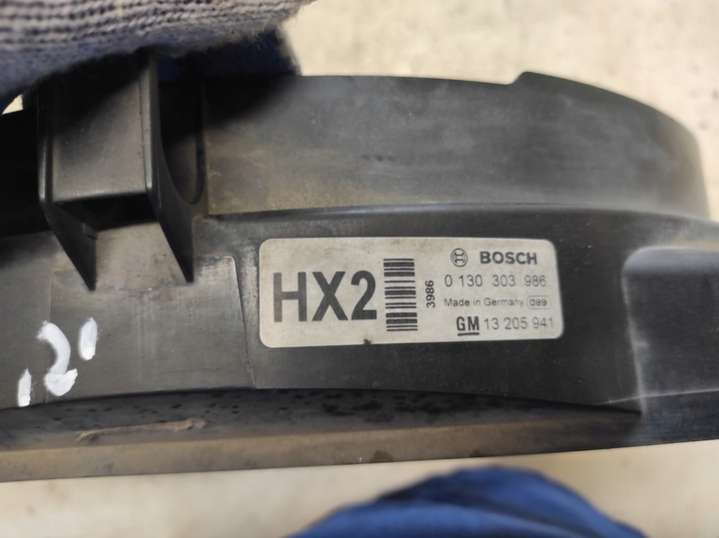 HX2
3986
BOSCH
0 130 303 986
Made in Germany 089
GM 13 205 941